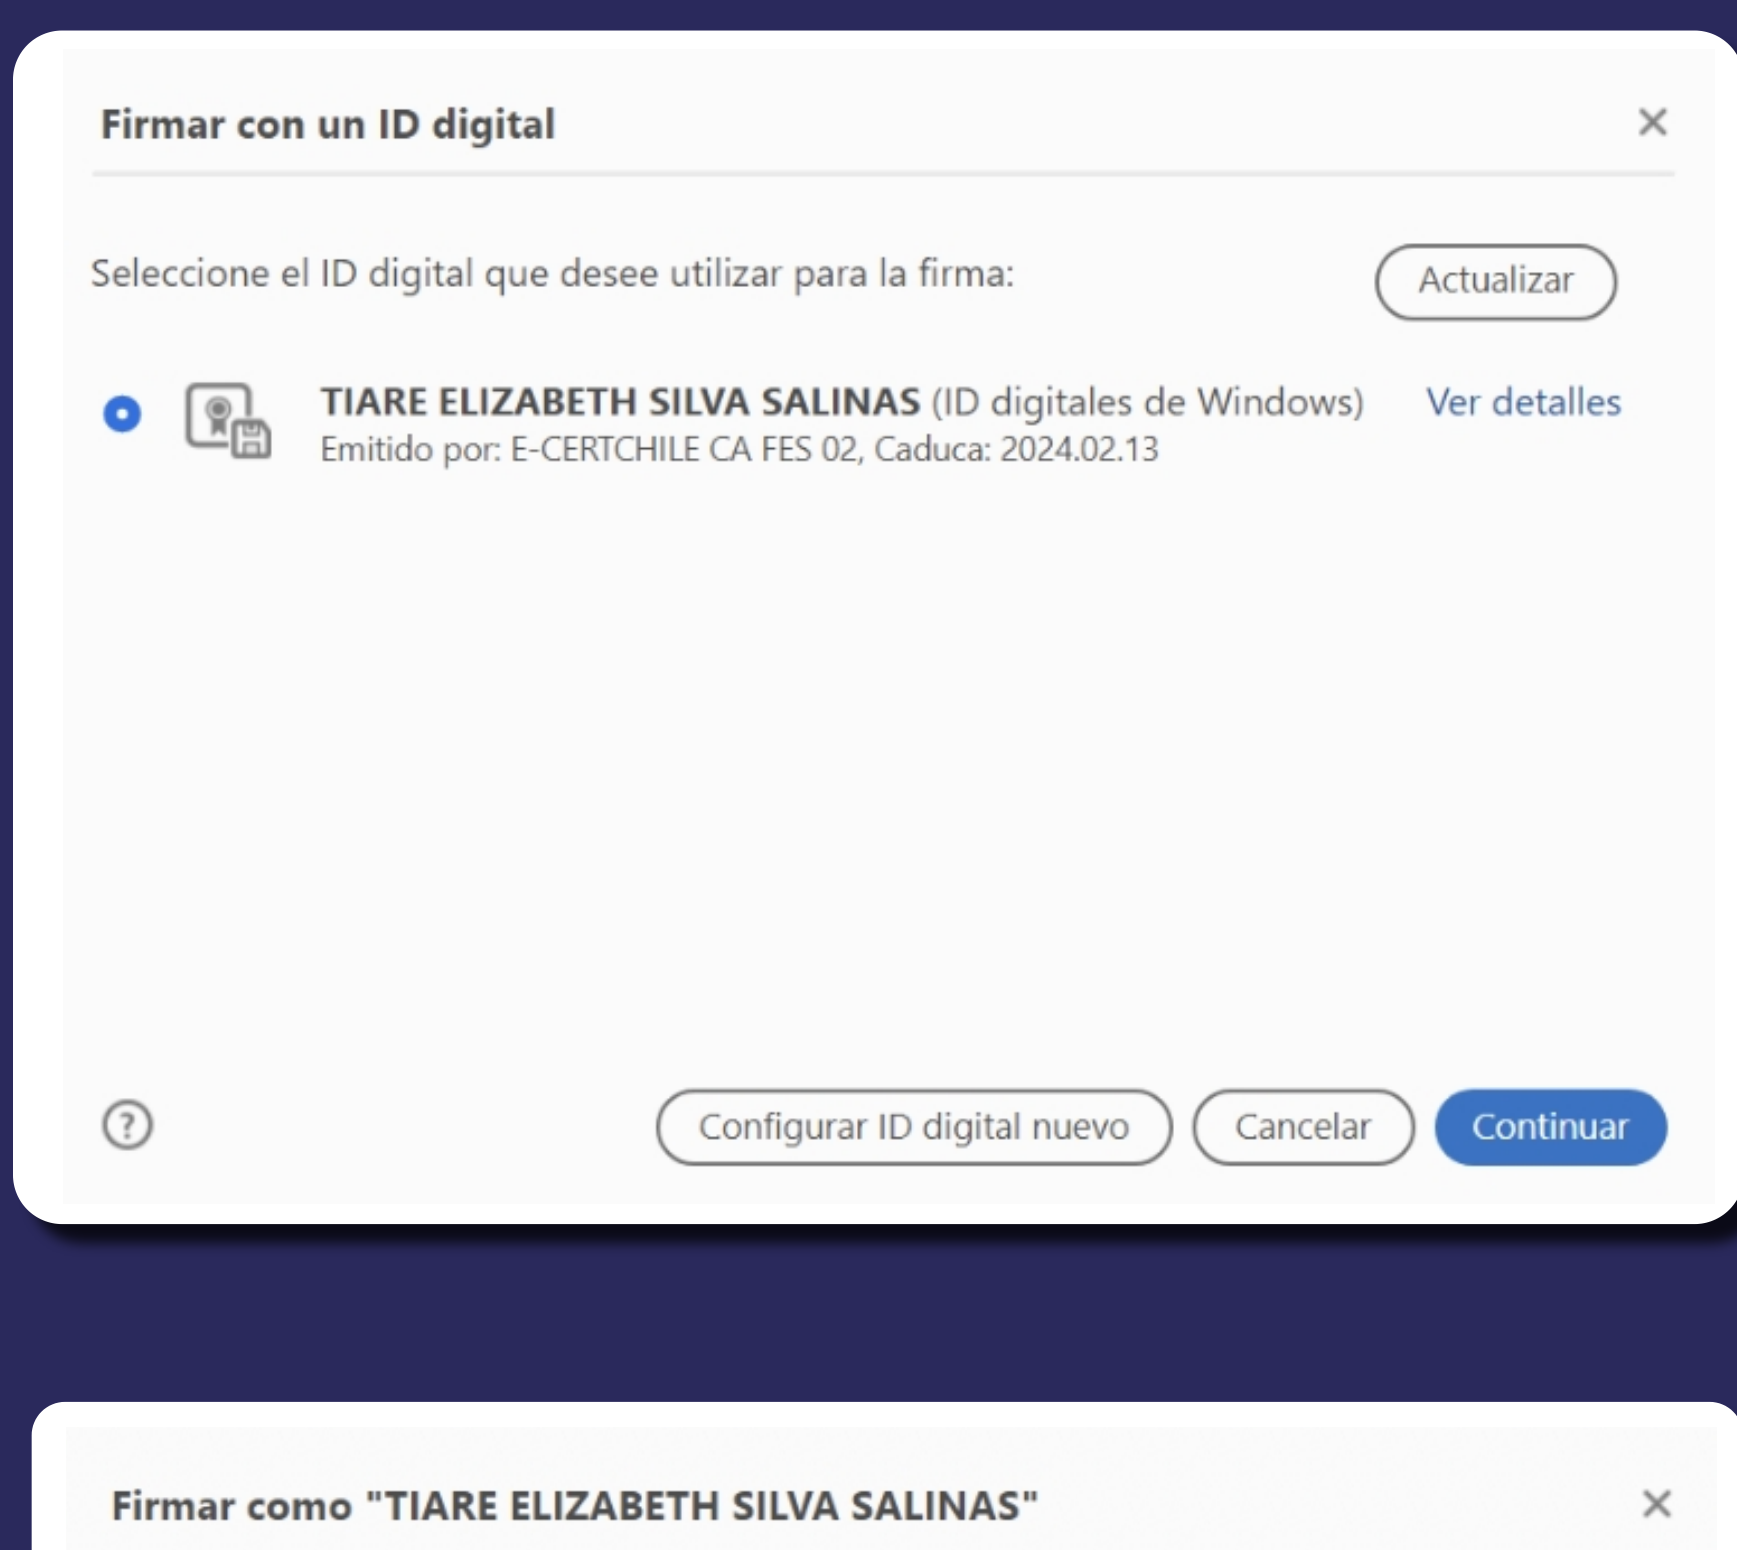 Firmar con un ID digital
Seleccione el ID digital que desee utilizar para la firma:
Actualizar
TIARE ELIZABETH SILVA SALINAS (ID digitales de Windows)
Ver detalles
Emitido por: E-CERTCHILE CA FES 02, Caduca: 2024.02.13
?
Configurar ID digital nuevo
Cancelar
Continuar
Firmar como "TIARE ELIZABETH SILVA SALINAS"